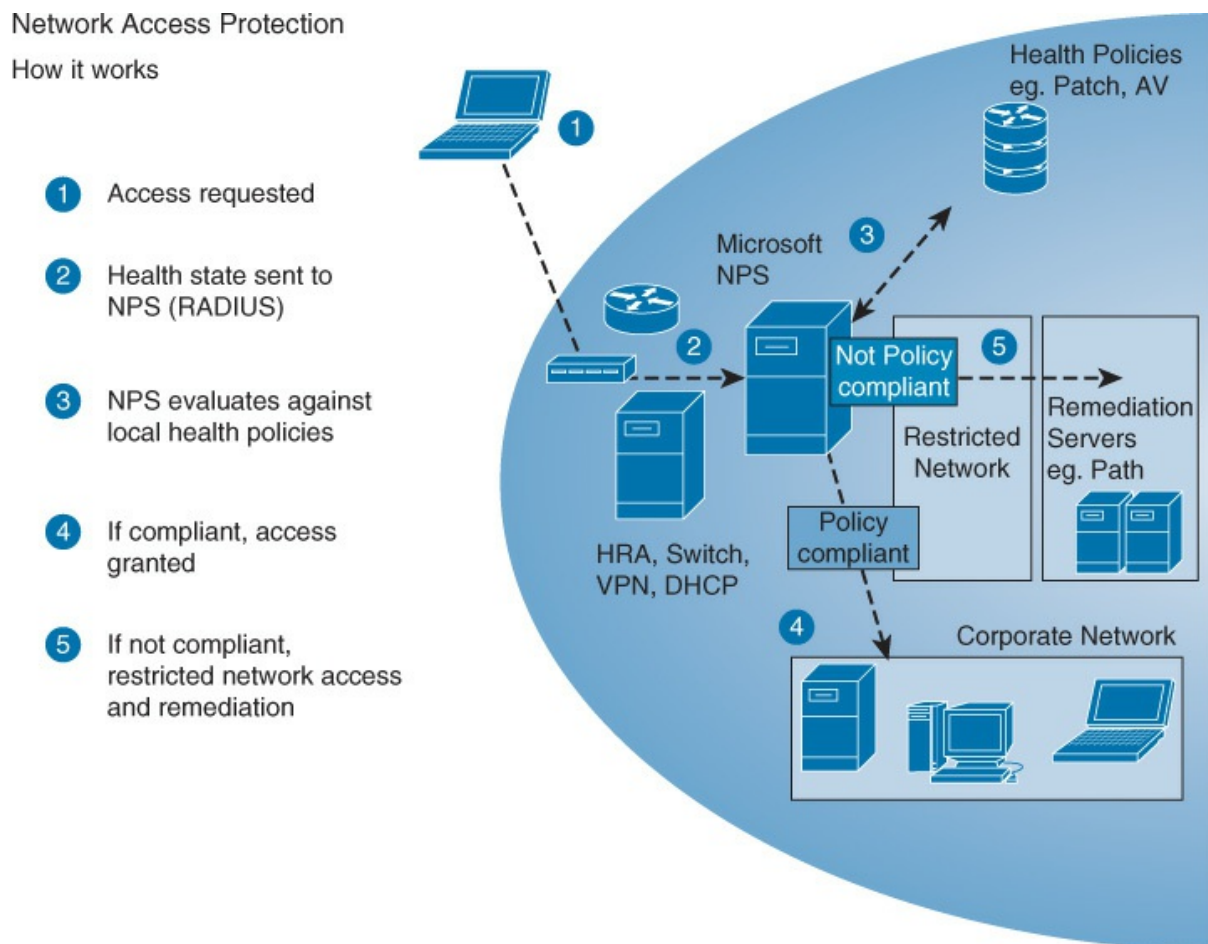 Network Access Protection
How it works
1 Access requested
2 Health state sent to
NPS (RADIUS)
3 NPS evaluates against
local health policies
4 If compliant, access
granted
5 If not compliant,
restricted network access
and remediation
1
Health Policies
eg. Patch, AV
Microsoft
NPS
3
2
Not Policy
compliant
5
Restricted
Network
Remediation
Servers
eg. Path
HRA, Switch,
VPN, DHCP
Policy
compliant
4
Corporate Network